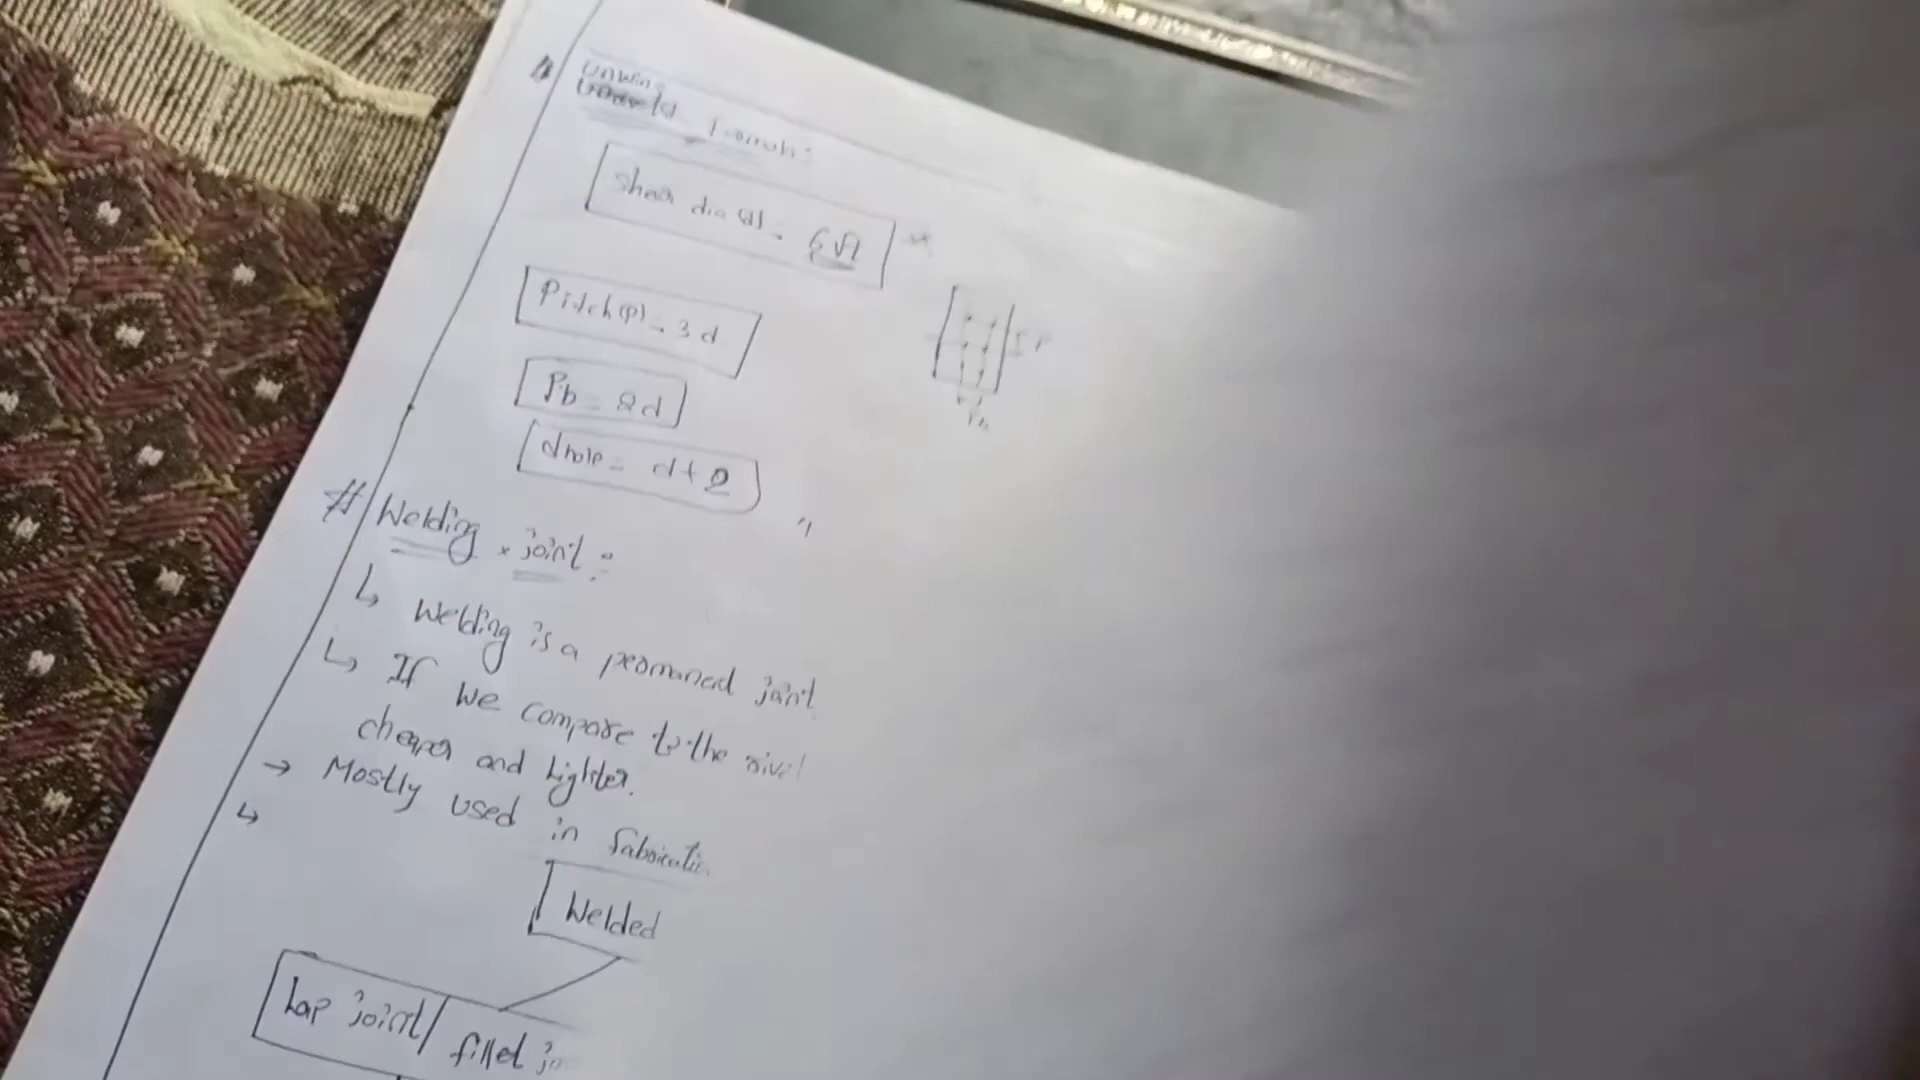 Unwin's
Formula:
Shear dia (d) = 6√t
Pitch (P) = 3d
Pb = 2d
dhole = d+2
P
Pb
# Welding joint :
↳ Welding is a permanent joint
↳ If we compare to the rivet
cheaper and Lighter.
→ Mostly used in fabrication
↳
Welded
Lap joint/ fillet